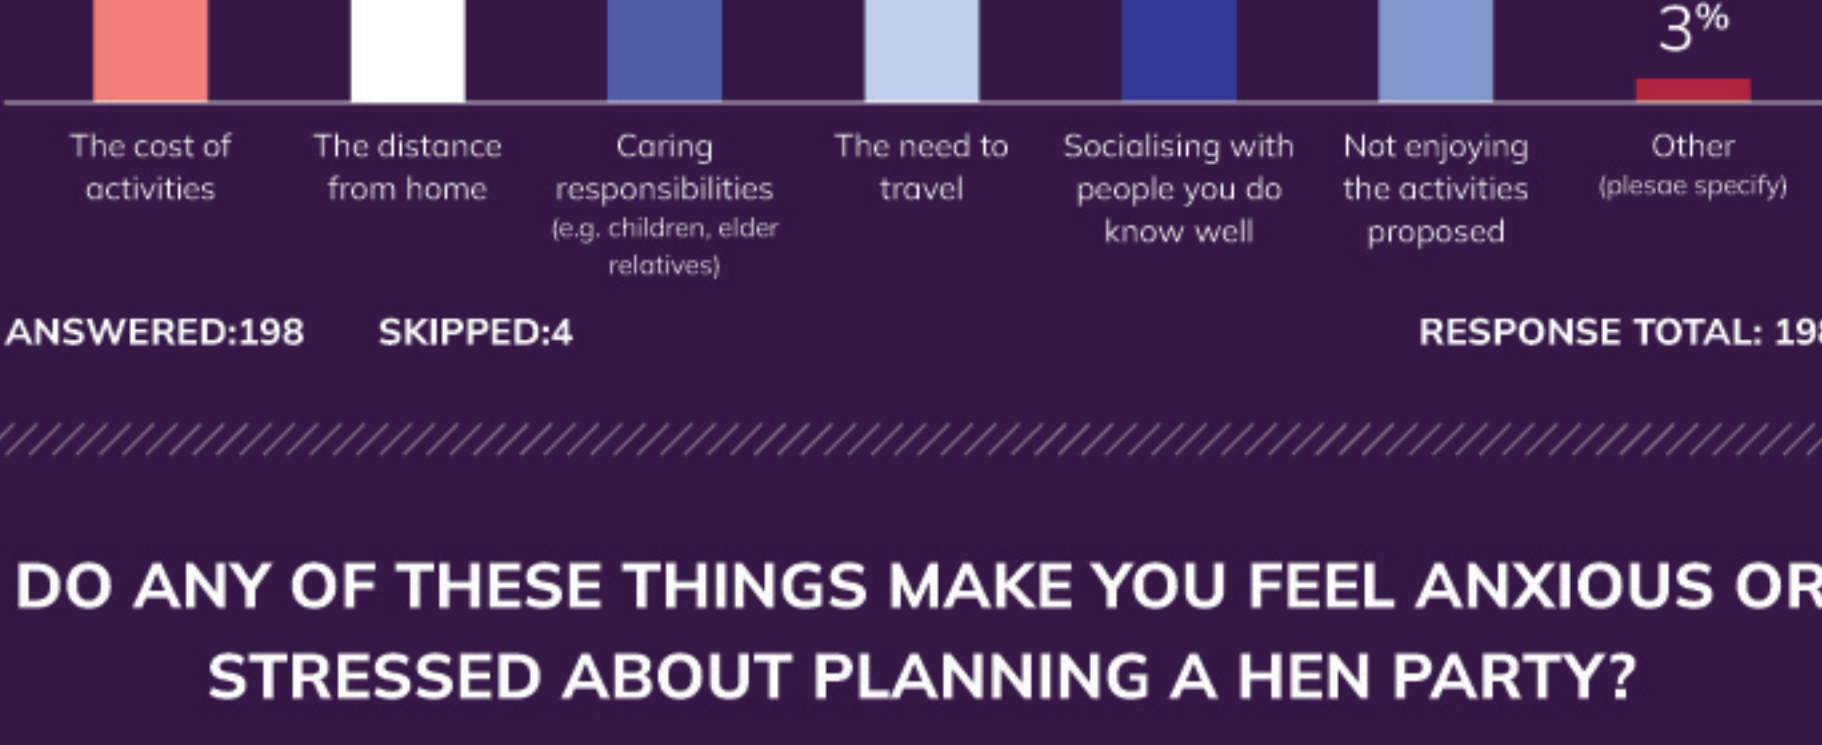 3%
The cost of
activities
The distance
from home
Caring
responsibilities
(e.g. children, elder
relatives)
The need to
travel
Socialising with
people you do
know well
Not enjoying
the activities
proposed
Other
(plesae specify)
ANSWERED:198 SKIPPED:4 RESPONSE TOTAL: 198
DO ANY OF THESE THINGS MAKE YOU FEEL ANXIOUS OR
STRESSED ABOUT PLANNING A HEN PARTY?